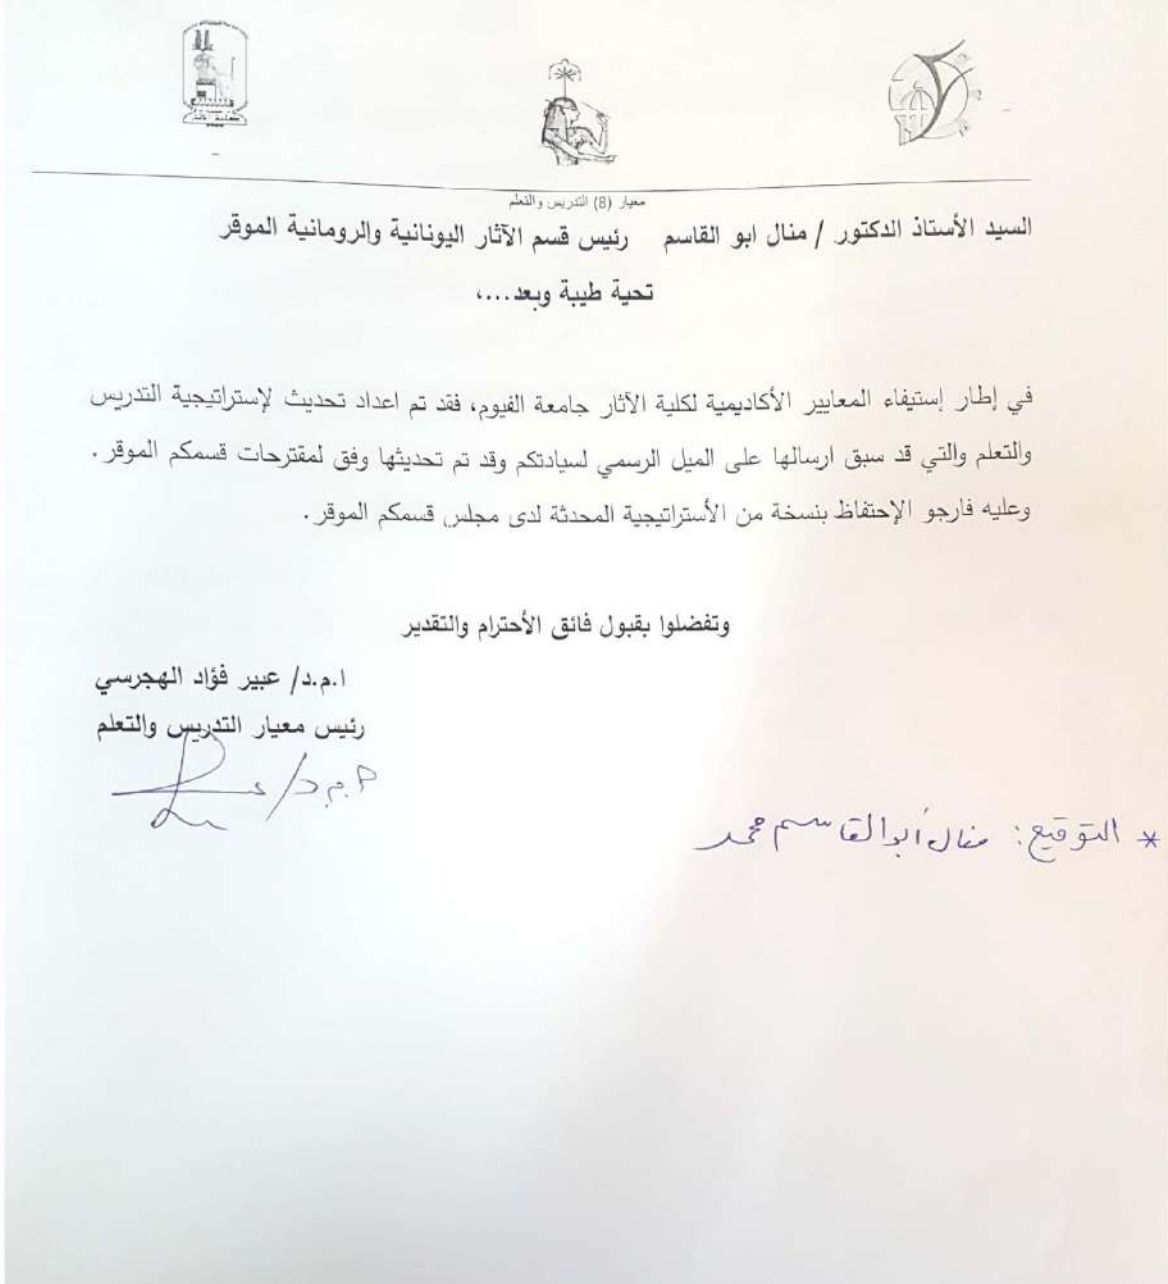 معيار (8) التدريس والتعلم
السيد الأستاذ الدكتور / منال ابو القاسم رئيس قسم الآثار اليونانية والرومانية الموقر
تحية طيبة وبعد...،
في إطار إستيفاء المعايير الأكاديمية لكلية الآثار جامعة الفيوم، فقد تم اعداد تحديث لإستراتيجية التدريس
والتعلم والتي قد سبق ارسالها على الميل الرسمي لسيادتكم وقد تم تحديثها وفق لمقترحات قسمكم الموقر.
وعليه فارجو الإحتفاظ بنسخة من الأستراتيجية المحدثة لدى مجلس قسمكم الموقر.
وتفضلوا بقبول فائق الأحترام والتقدير
ا.م.د/ عبير فؤاد الهجرسي
رئيس معيار التدريس والتعلم
ا.م.د/
* التوقيع: منال أبو القاسم محمد